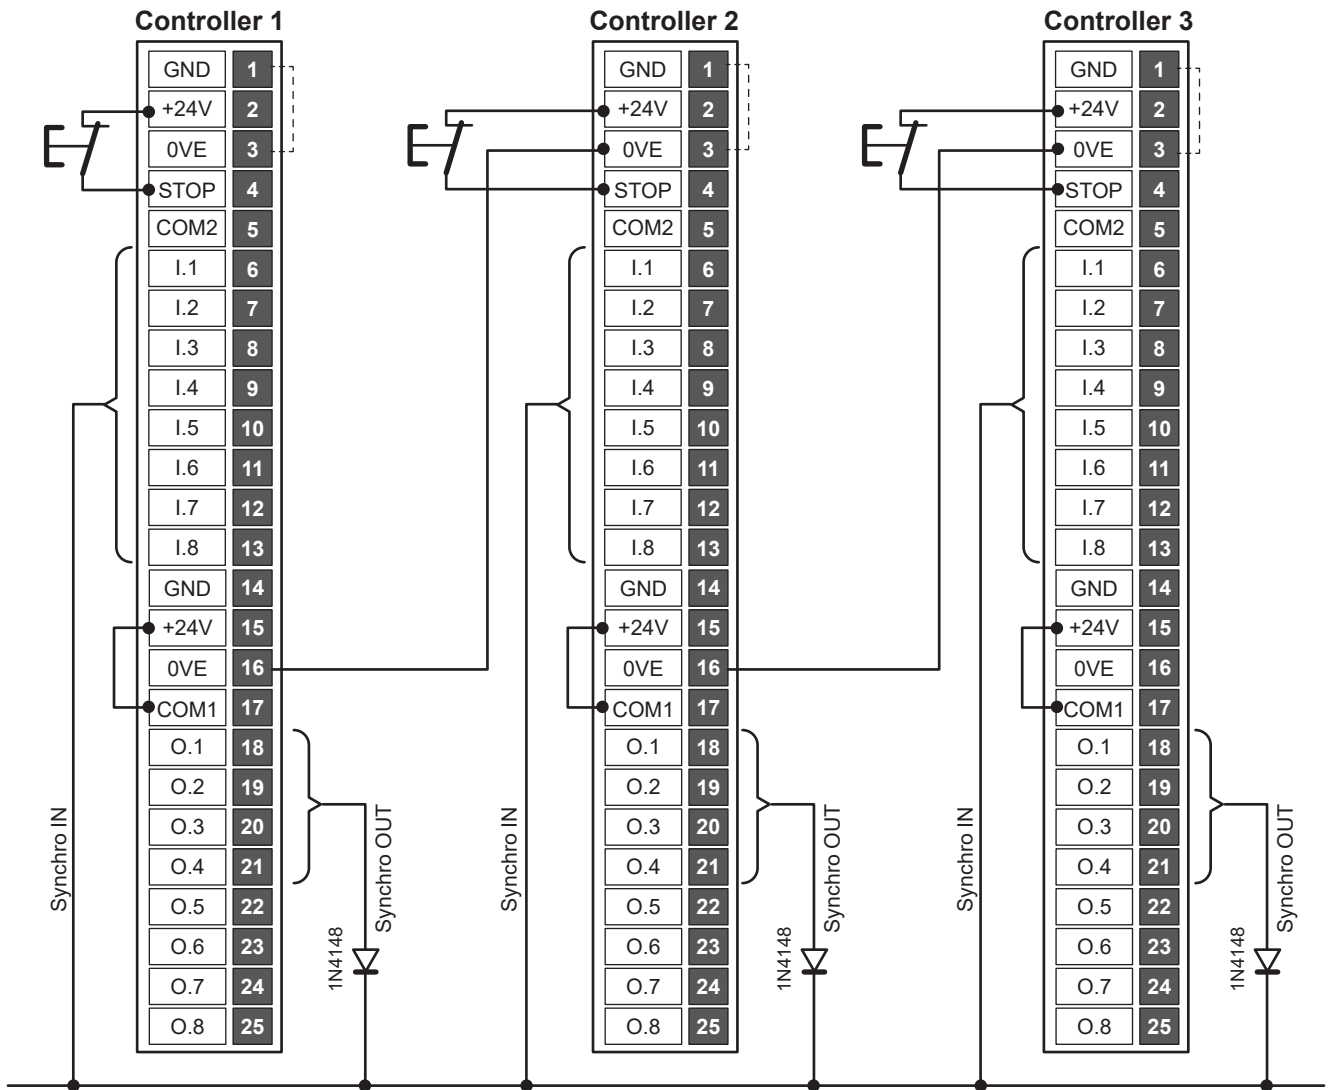 Controller 1
GND 1
+24V 2
0VE 3
STOP 4
COM2 5
I.1 6
I.2 7
I.3 8
I.4 9
I.5 10
I.6 11
I.7 12
I.8 13
GND 14
+24V 15
0VE 16
COM1 17
O.1 18
O.2 19
O.3 20
O.4 21
O.5 22
O.6 23
O.7 24
O.8 25
Synchro IN
Synchro OUT
1N4148
Controller 2
GND 1
+24V 2
0VE 3
STOP 4
COM2 5
I.1 6
I.2 7
I.3 8
I.4 9
I.5 10
I.6 11
I.7 12
I.8 13
GND 14
+24V 15
0VE 16
COM1 17
O.1 18
O.2 19
O.3 20
O.4 21
O.5 22
O.6 23
O.7 24
O.8 25
Synchro IN
Synchro OUT
1N4148
Controller 3
GND 1
+24V 2
0VE 3
STOP 4
COM2 5
I.1 6
I.2 7
I.3 8
I.4 9
I.5 10
I.6 11
I.7 12
I.8 13
GND 14
+24V 15
0VE 16
COM1 17
O.1 18
O.2 19
O.3 20
O.4 21
O.5 22
O.6 23
O.7 24
O.8 25
Synchro IN
Synchro OUT
1N4148